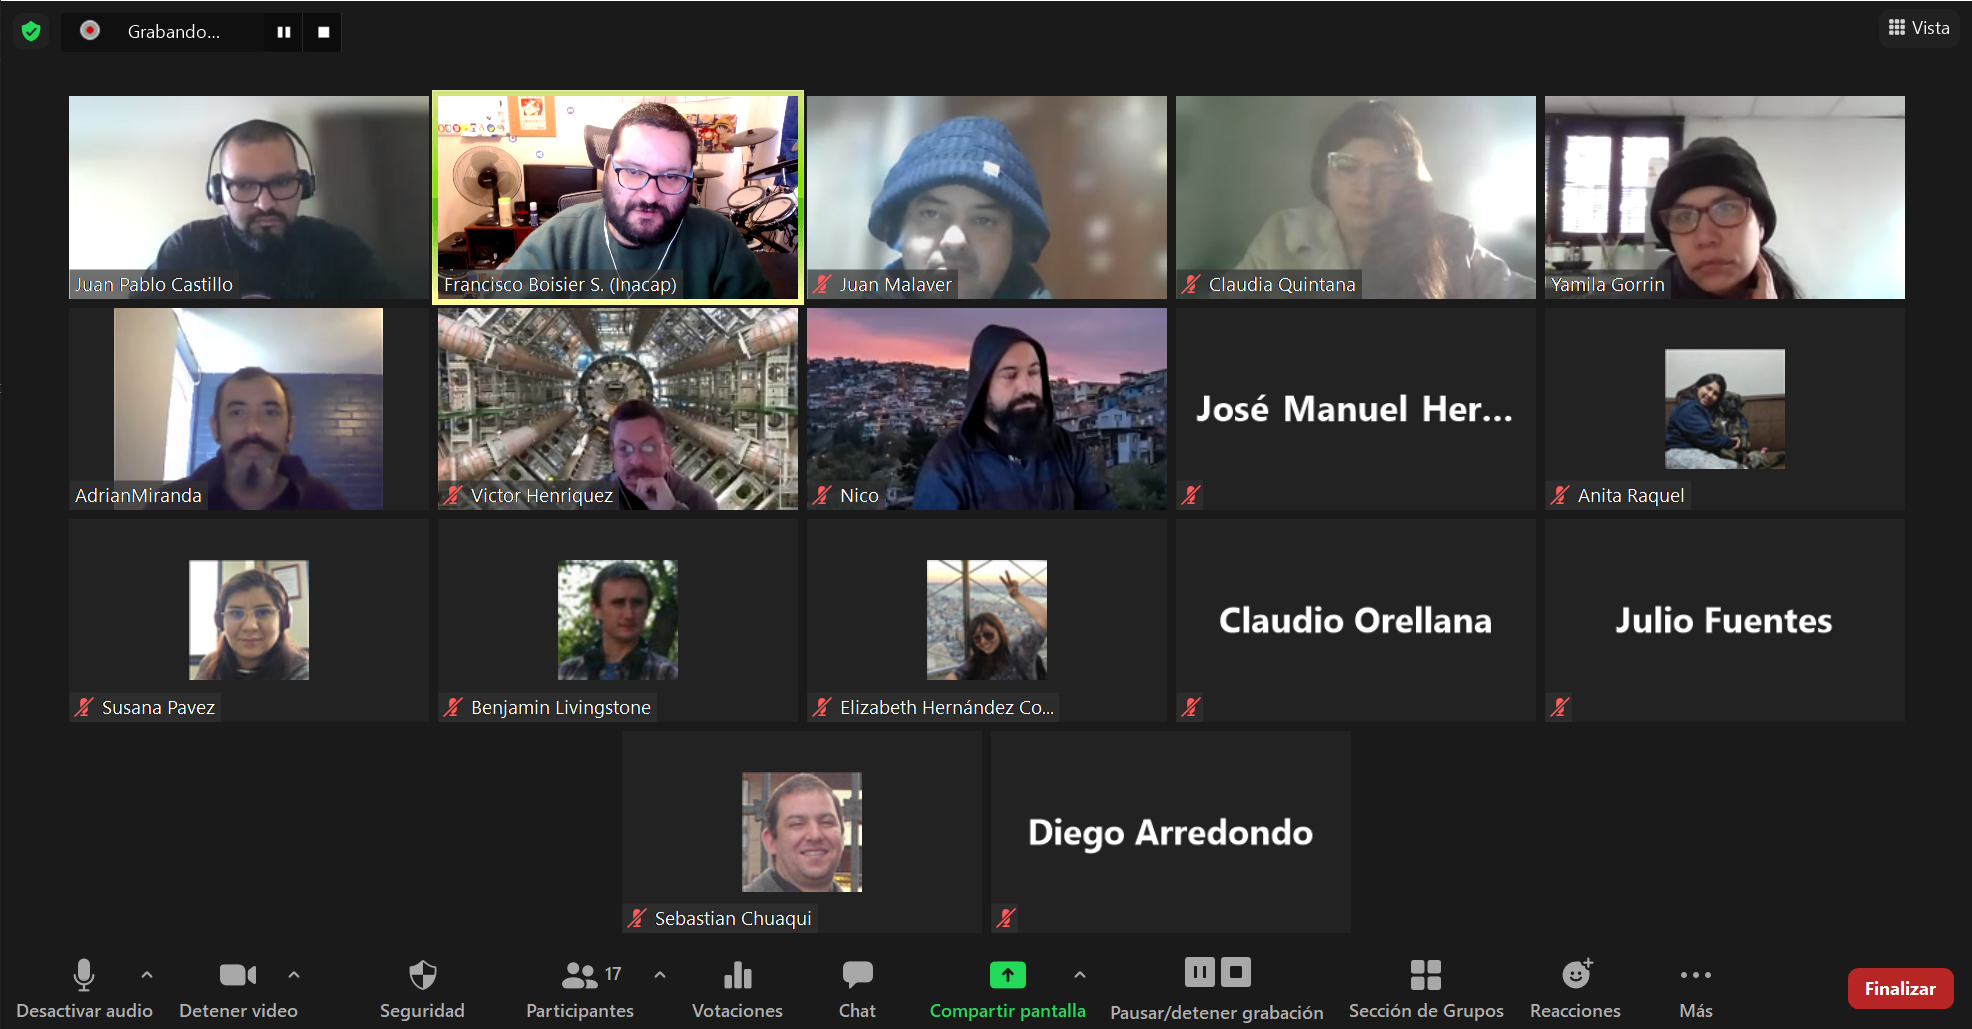 Grabando...
Vista
Juan Pablo Castillo
Francisco Boisier S. (Inacap)
Juan Malaver
Claudia Quintana
Yamila Gorrin
AdrianMiranda
Victor Henriquez
Nico
José Manuel Her...
Anita Raquel
Susana Pavez
Benjamin Livingstone
Elizabeth Hernández Co...
Claudio Orellana
Julio Fuentes
Sebastian Chuaqui
Diego Arredondo
17
Desactivar audio
Detener video
Seguridad
Participantes
Votaciones
Chat
Compartir pantalla
Pausar/detener grabación
Sección de Grupos
Reacciones
Más
Finalizar